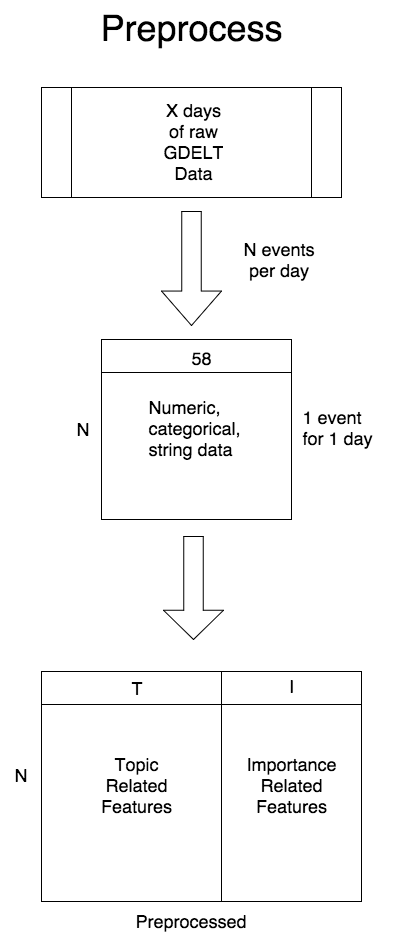 Preprocess
X days
of raw
GDELT
Data
N events
per day
58
Numeric,
categorical,
string data
N
1 event
for 1 day
T
I
N
Topic
Related
Features
Importance
Related
Features
Preprocessed